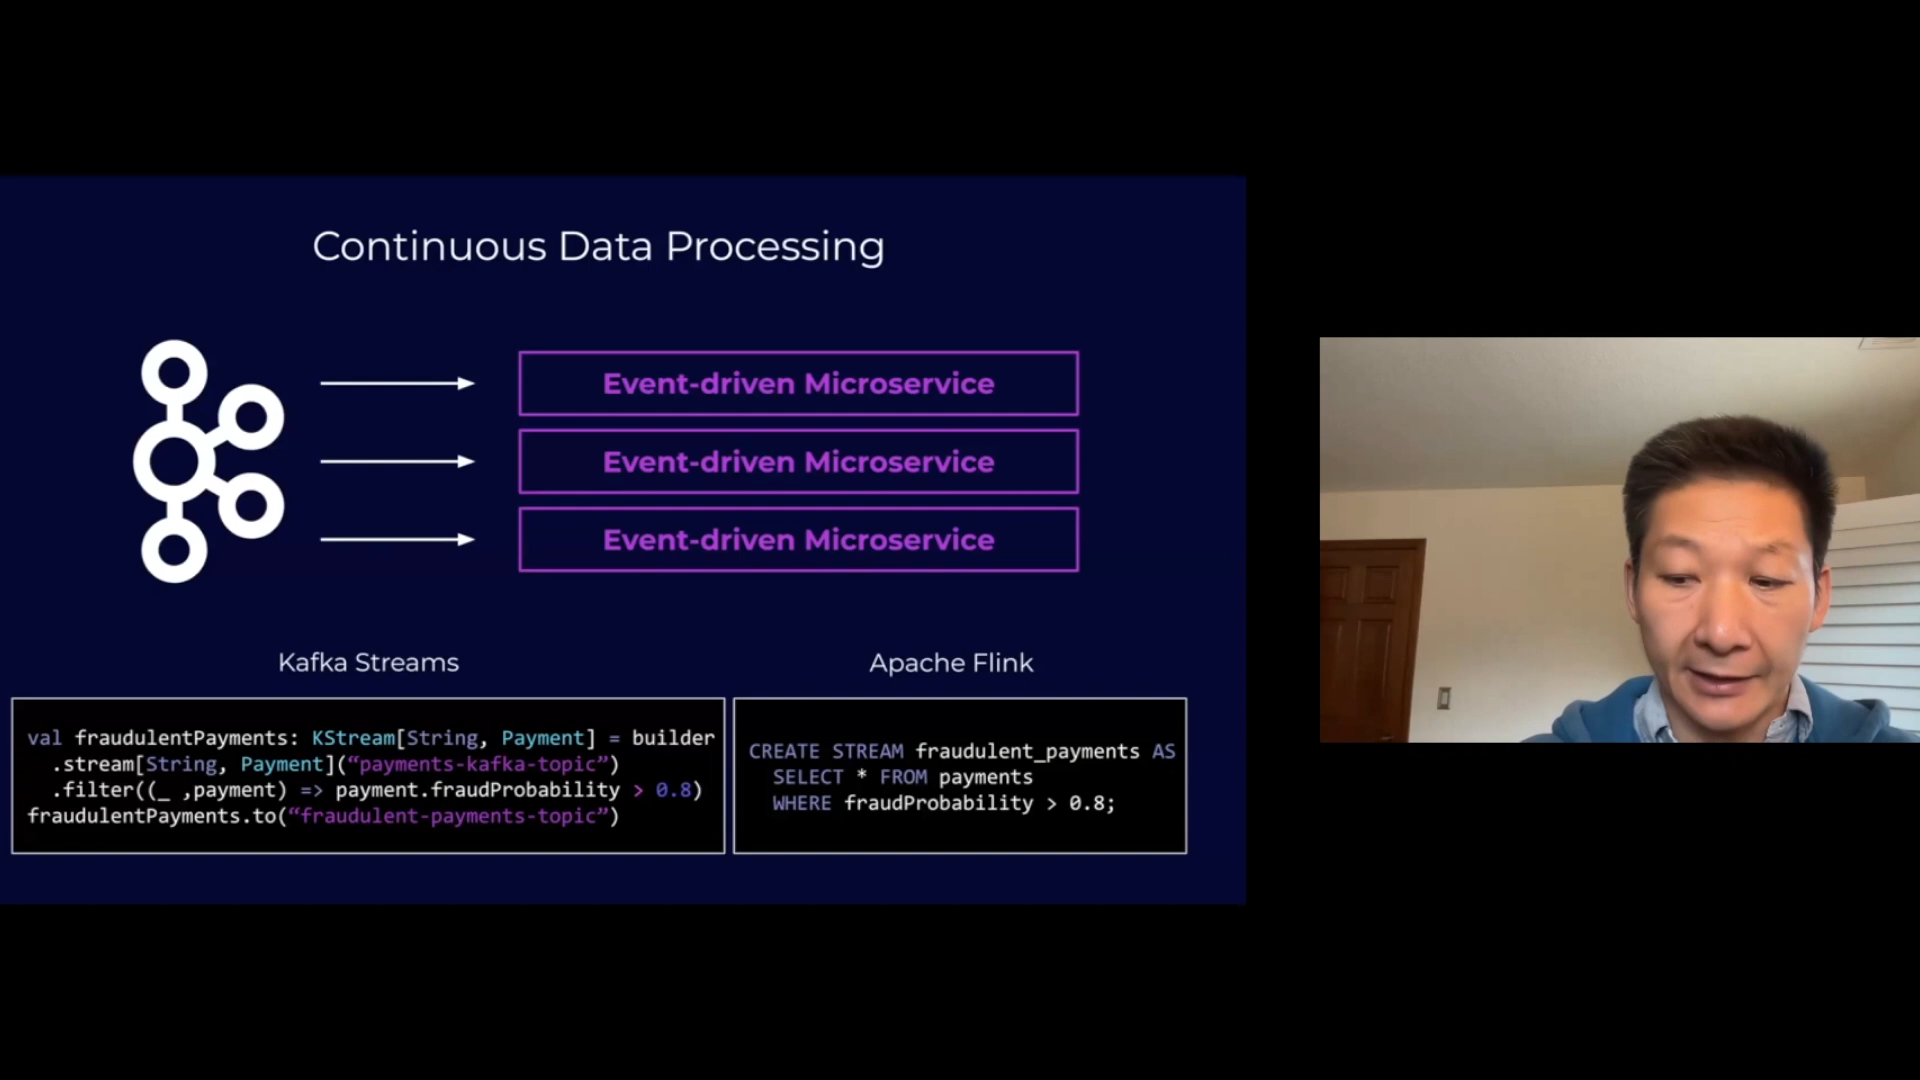 Continuous Data Processing
Event-driven Microservice
Event-driven Microservice
Event-driven Microservice
Kafka Streams
val fraudulentPayments: KStream[String, Payment] = builder
.stream[String, Payment](“payments-kafka-topic”)
.filter((_ ,payment) => payment.fraudProbability > 0.8)
fraudulentPayments.to(“fraudulent-payments-topic”)
Apache Flink
CREATE STREAM fraudulent_payments AS
SELECT * FROM payments
WHERE fraudProbability > 0.8;